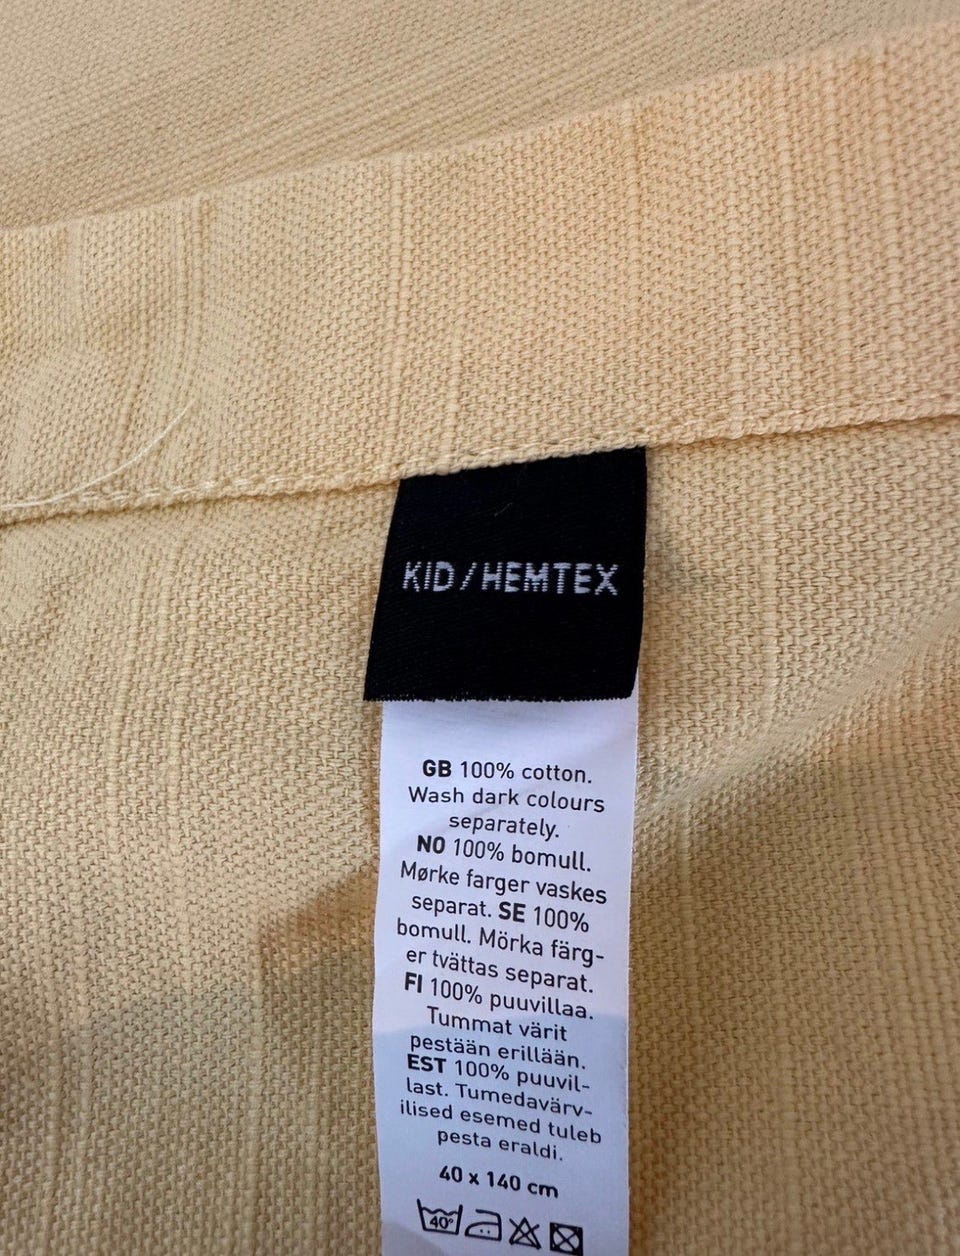 KID/HEMTEX
GB 100% cotton.
Wash dark colours
separately.
NO 100% bomull.
Mørke farger vaskes
separat. SE 100%
bomull. Mörka färg-
er tvättas separat.
FI 100% puuvillaa.
Tummat värit
pestään erillään.
EST 100% puuvil-
last. Tumedavärv-
ilised esemed tuleb
pesta eraldi.
40 x 140 cm
40°